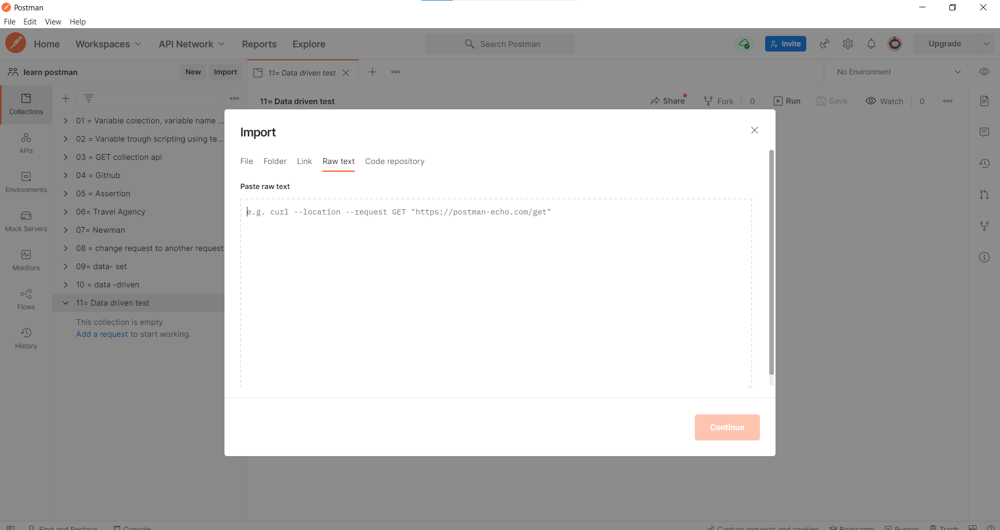 Postman
File Edit View Help
Home Workspaces API Network Reports Explore Search Postman Invite Upgrade
learn postman New Import 11= Data driven test No Environment
11= Data driven test Share Fork 0 Run Save Watch 0
Collections
APIs
Environments
Mock Servers
Monitors
Flows
History
01 = Variable colection, variable name ...
02 = Variable trough scripting using te...
03 = GET collection api
04 = Github
05 = Assertion
06= Travel Agency
07= Newman
08 = change request to another request
09= data- set
10 = data -driven
11= Data driven test
This collection is empty
Add a request to start working.
Import
File Folder Link Raw text Code repository
Paste raw text
e.g. curl --location --request GET "https://postman-echo.com/get"
Continue
Find and Replace Console Capture requests and cookies Bootcamp Runner Trash